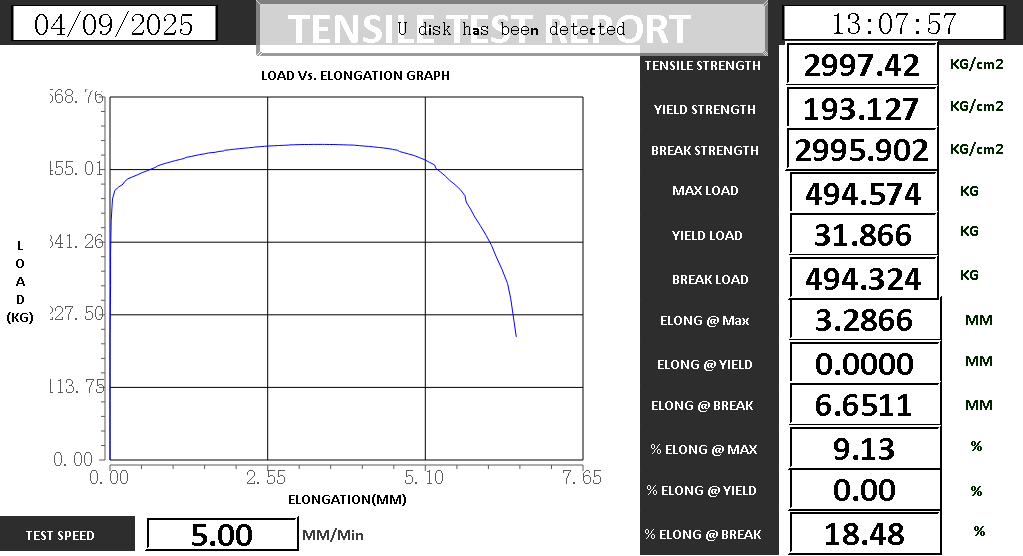 04/09/2025
TENSILE TEST REPORT
U disk has been detected
13:07:57
LOAD Vs. ELONGATION GRAPH
568.76
455.01
341.26
227.50
113.75
0.00
L
O
A
D
(KG)
0.00 2.55 5.10 7.65
ELONGATION(MM)
TEST SPEED 5.00 MM/Min
TENSILE STRENGTH 2997.42 KG/cm2
YIELD STRENGTH 193.127 KG/cm2
BREAK STRENGTH 2995.902 KG/cm2
MAX LOAD 494.574 KG
YIELD LOAD 31.866 KG
BREAK LOAD 494.324 KG
ELONG @ Max 3.2866 MM
ELONG @ YIELD 0.0000 MM
ELONG @ BREAK 6.6511 MM
% ELONG @ MAX 9.13 %
% ELONG @ YIELD 0.00 %
% ELONG @ BREAK 18.48 %